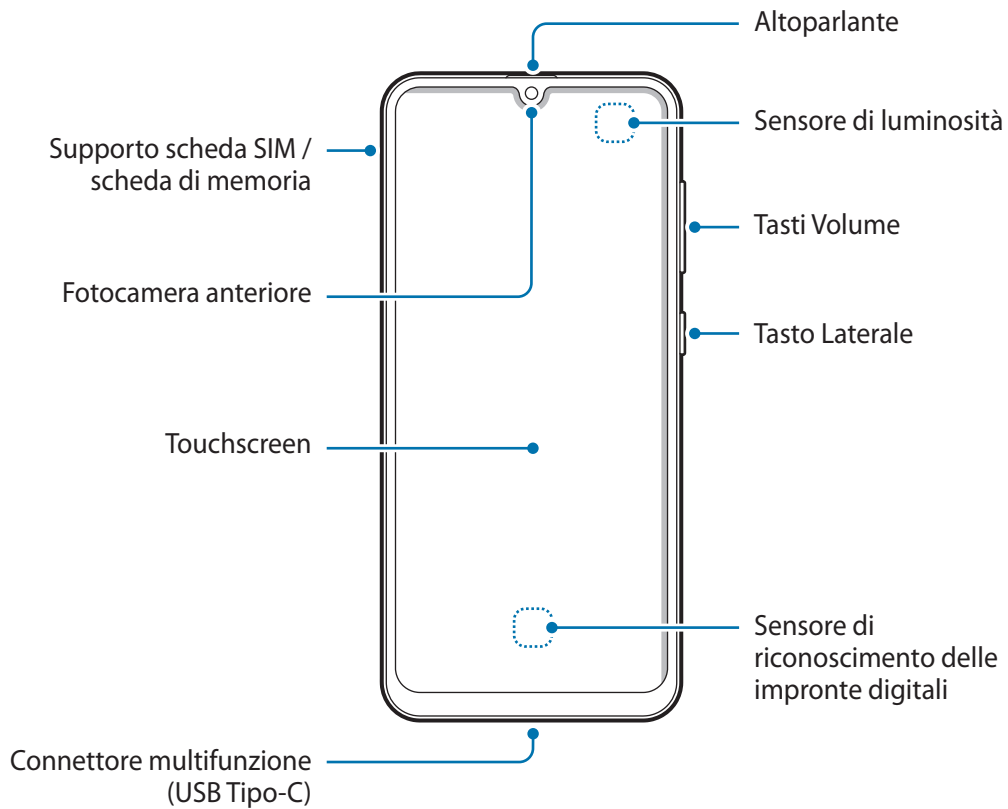 Altoparlante
Sensore di luminosità
Supporto scheda SIM /
scheda di memoria
Tasti Volume
Fotocamera anteriore
Tasto Laterale
Touchscreen
Sensore di
riconoscimento delle
impronte digitali
Connettore multifunzione
(USB Tipo-C)